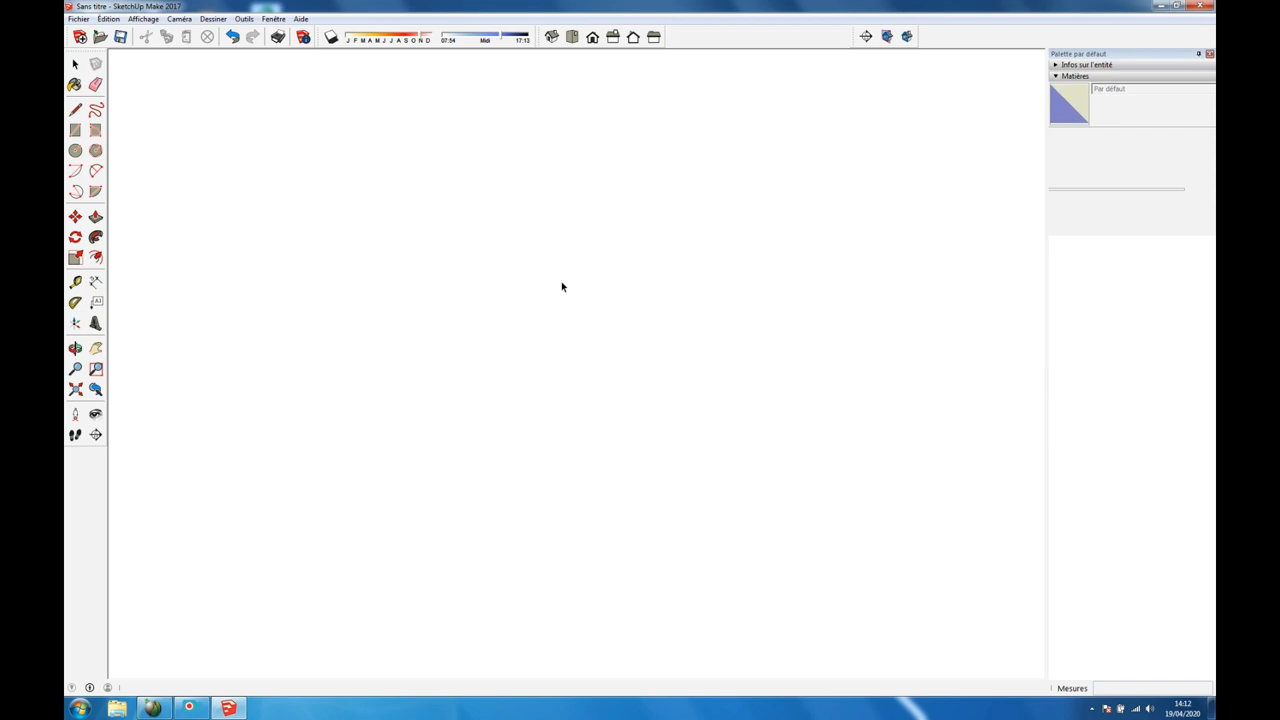 Sans titre - SketchUp Make 2017
Fichier Édition Affichage Caméra Dessiner Outils Fenêtre Aide
J F M A M J J A S O N D 07:54 Midi 17:13
Palette par défaut
Infos sur l'entité
Matières
Par défaut
A1
Mesures
14:12
19/04/2020